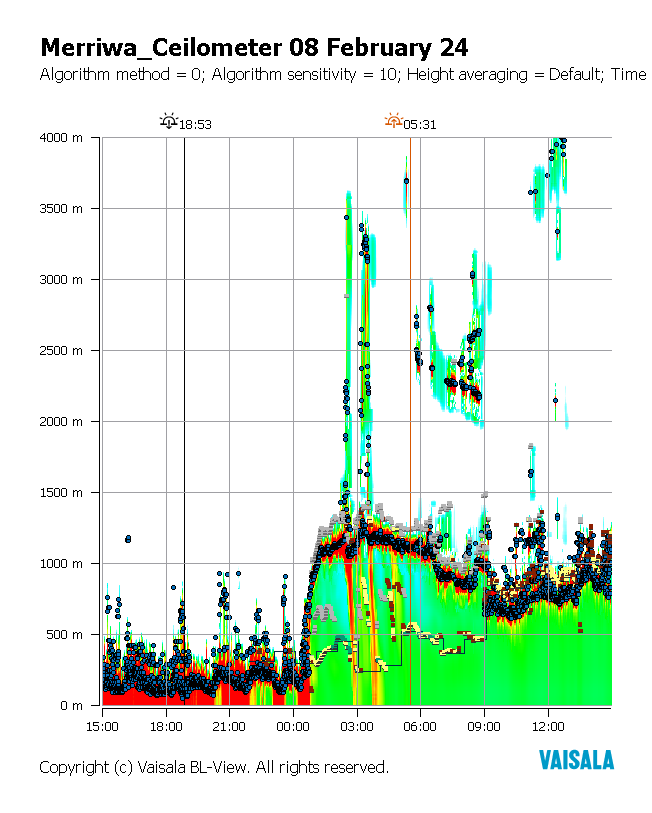 Merriwa_Ceilometer 08 February 24
Algorithm method = 0; Algorithm sensitivity = 10; Height averaging = Default; Time
18:53 05:31
4000 m
3500 m
3000 m
2500 m
2000 m
1500 m
1000 m
500 m
0 m
15:00 18:00 21:00 00:00 03:00 06:00 09:00 12:00
VAISALA
Copyright (c) Vaisala BL-View. All rights reserved.